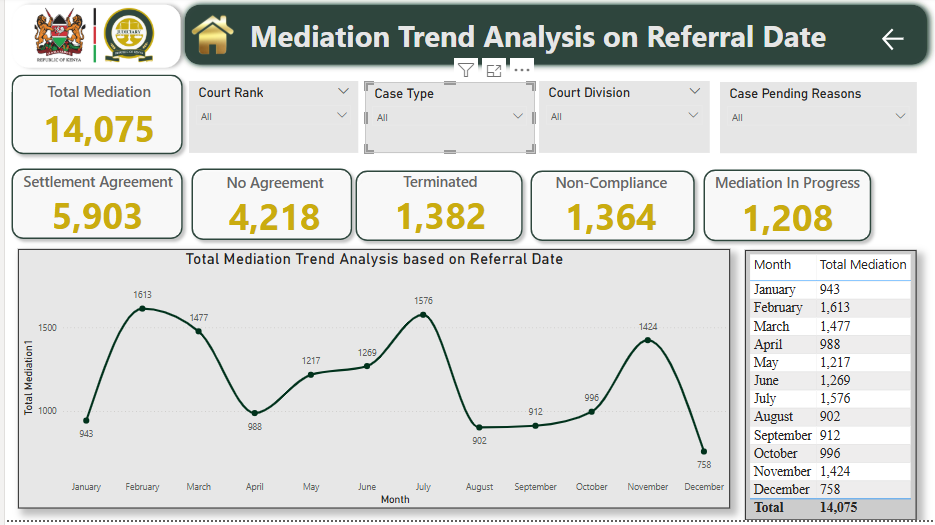 REPUBLIC OF KENYA
JUDICIARY
Mediation Trend Analysis on Referral Date
Total Mediation
14,075
Court Rank
All
Case Type
All
Court Division
All
Case Pending Reasons
All
Settlement Agreement
5,903
No Agreement
4,218
Terminated
1,382
Non-Compliance
1,364
Mediation In Progress
1,208
Total Mediation Trend Analysis based on Referral Date
Total Mediation1
1500
1000
943
1613
1477
988
1217
1269
1576
902
912
996
1424
758
January February March April May June July August September October November December
Month
Month Total Mediation
January 943
February 1,613
March 1,477
April 988
May 1,217
June 1,269
July 1,576
August 902
September 912
October 996
November 1,424
December 758
Total 14,075